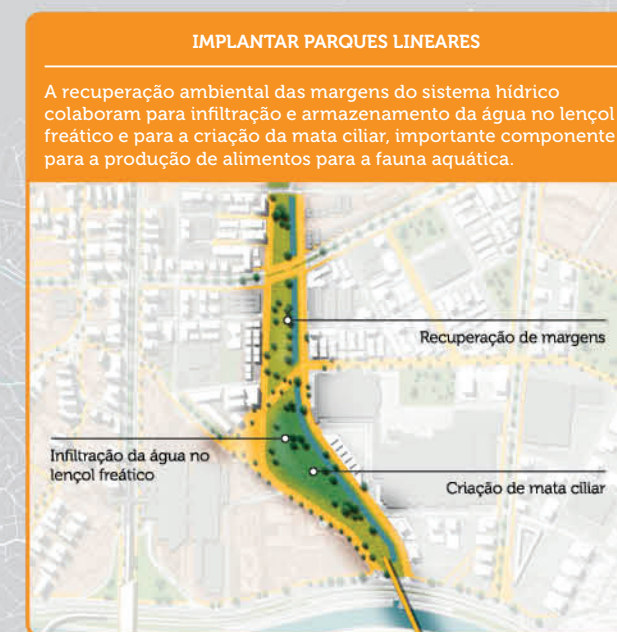 IMPLANTAR PARQUES LINEARES
A recuperação ambiental das margens do sistema hídrico
colaboram para infiltração e armazenamento da água no lençol
freático e para a criação da mata ciliar, importante componente
para a produção de alimentos para a fauna aquática.
Recuperação de margens
Infiltração da água no
lençol freático
Criação de mata ciliar